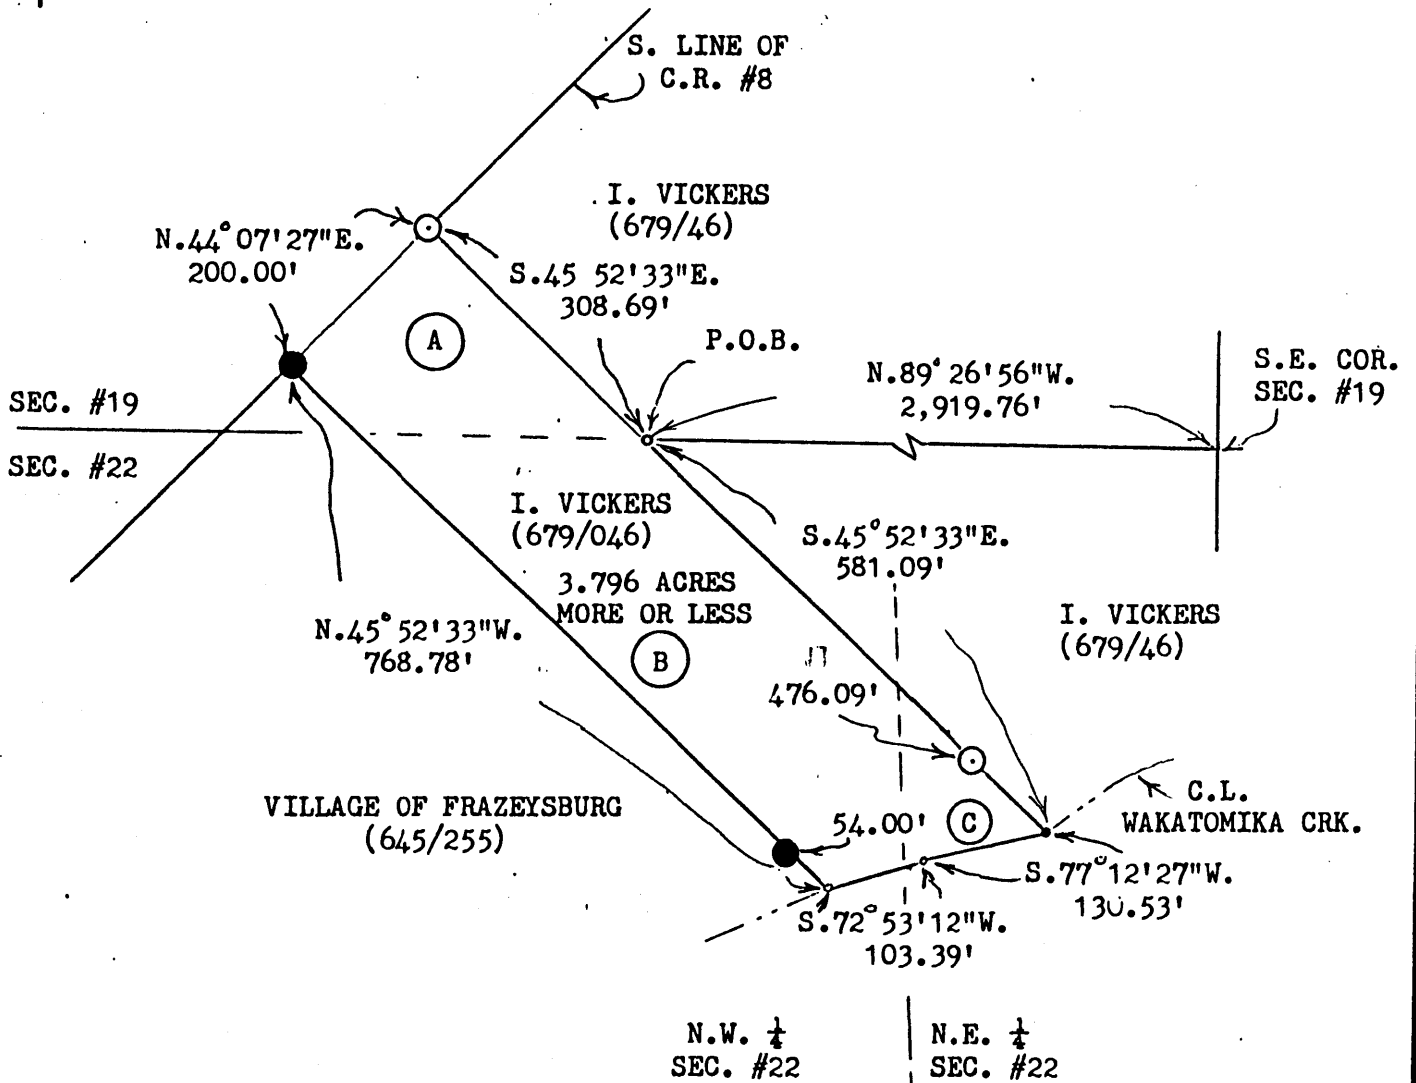 S. LINE OF
C.R. #8
I. VICKERS
(679/46)
N.44°07'27"E.
200.00'
S.45 52'33"E.
308.69'
A
P.O.B.
N.89°26'56"W.
2,919.76'
S.E. COR.
SEC. #19
SEC. #19
SEC. #22
I. VICKERS
(679/046)
S.45°52'33"E.
581.09'
3.796 ACRES
MORE OR LESS
N.45°52'33"W.
768.78'
B
I. VICKERS
(679/46)
476.09'
VILLAGE OF FRAZEYSBURG
(645/255)
54.00'
C
C.L.
WAKATOMIKA CRK.
S.77°12'27"W.
130.53'
S.72°53'12"W.
103.39'
N.W. ¼
SEC. #22
N.E. ¼
SEC. #22